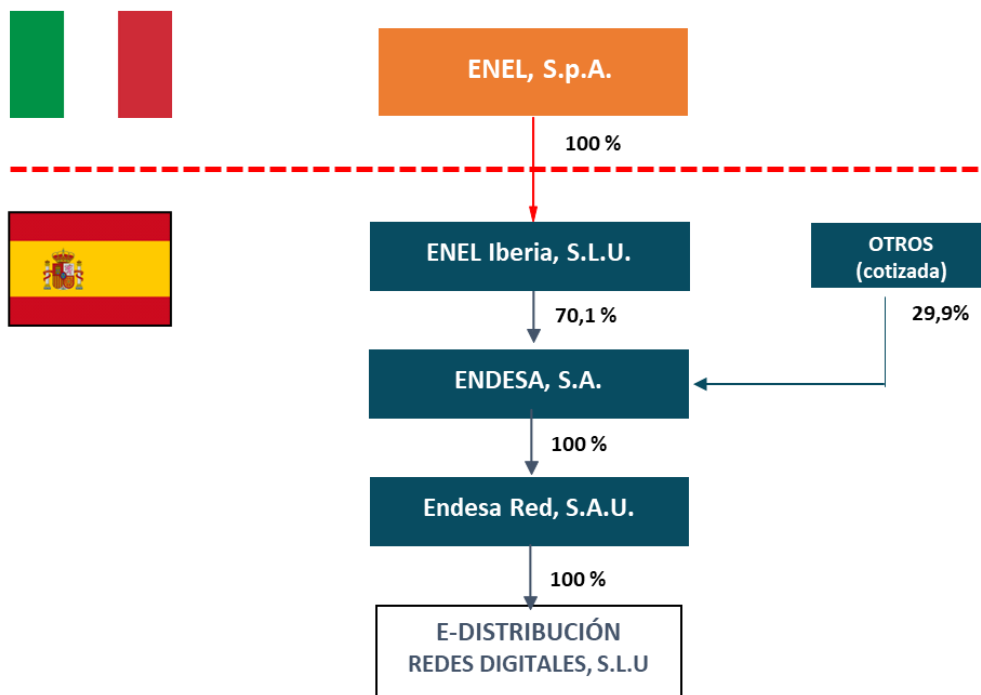 ENEL, S.p.A.
100 %
ENEL Iberia, S.L.U.
OTROS
(cotizada)
70,1 %
29,9%
ENDESA, S.A.
100 %
Endesa Red, S.A.U.
100 %
E-DISTRIBUCIÓN
REDES DIGITALES, S.L.U